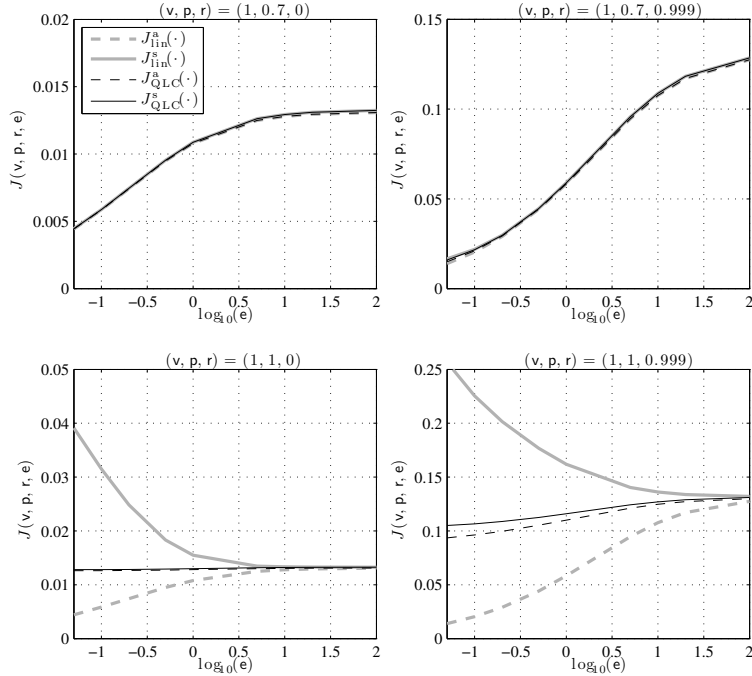 (v, p, r) = (1, 0.7, 0)
0.02
0.015
0.01
0.005
0
J(v, p, r, e)
J^a_lin(·)
J^s_lin(·)
J^a_QLC(·)
J^s_QLC(·)
−1 −0.5 0 0.5 1 1.5 2
log10(e)
(v, p, r) = (1, 0.7, 0.999)
0.15
0.1
0.05
0
J(v, p, r, e)
−1 −0.5 0 0.5 1 1.5 2
log10(e)
(v, p, r) = (1, 1, 0)
0.05
0.04
0.03
0.02
0.01
0
J(v, p, r, e)
−1 −0.5 0 0.5 1 1.5 2
log10(e)
(v, p, r) = (1, 1, 0.999)
0.25
0.2
0.15
0.1
0.05
0
J(v, p, r, e)
−1 −0.5 0 0.5 1 1.5 2
log10(e)